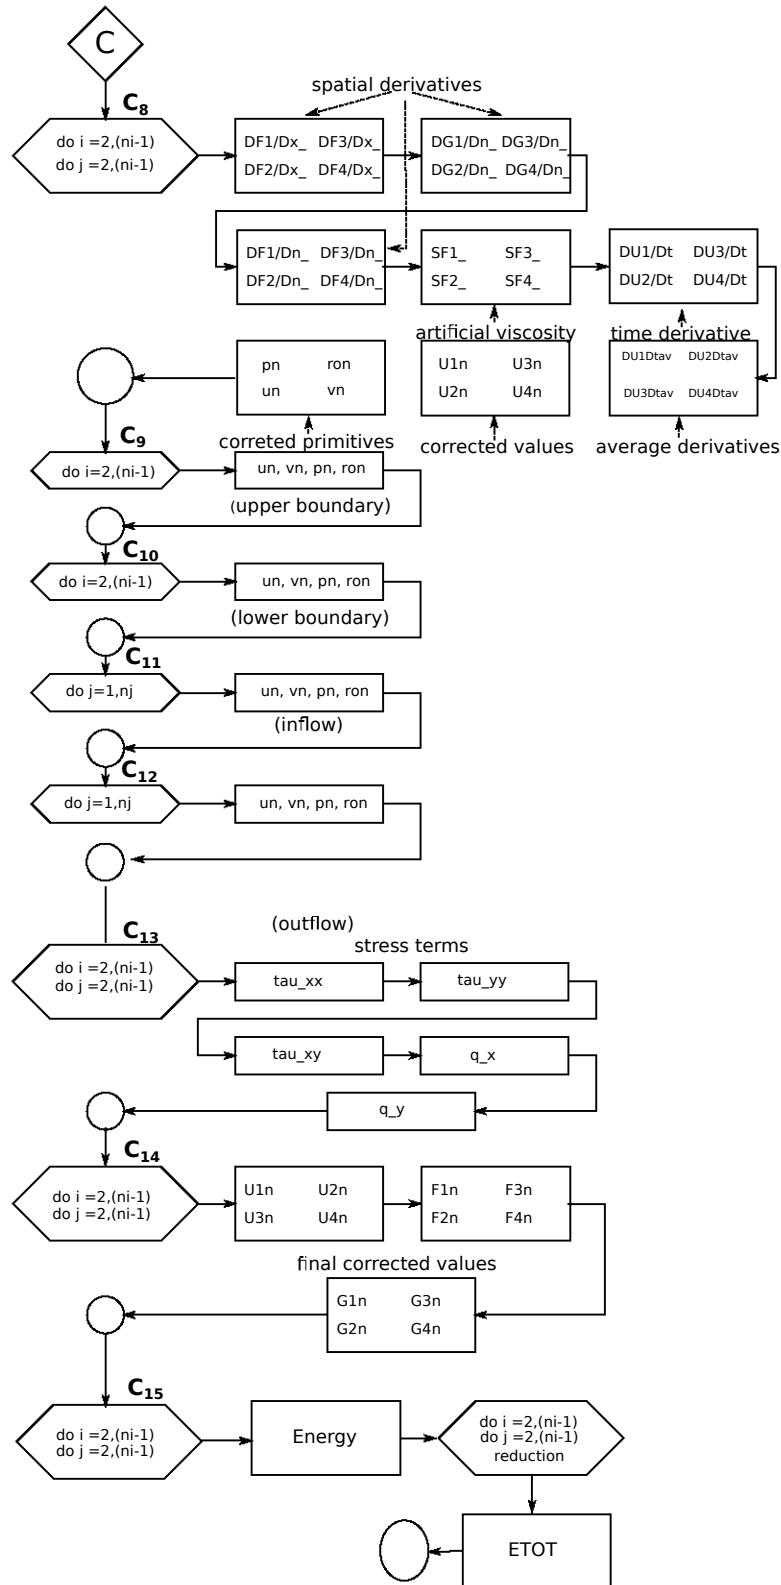 C
C8
spatial derivatives
do i =2,(ni-1)
do j =2,(ni-1)
DF1/Dx_ DF3/Dx_
DF2/Dx_ DF4/Dx_
DG1/Dn_ DG3/Dn_
DG2/Dn_ DG4/Dn_
DF1/Dn_ DF3/Dn_
DF2/Dn_ DF4/Dn_
SF1_ SF3_
SF2_ SF4_
DU1/Dt DU3/Dt
DU2/Dt DU4/Dt
artificial viscosity
time derivative
pn ron
un vn
U1n U3n
U2n U4n
DU1Dtav DU2Dtav
DU3Dtav DU4Dtav
C9
correted primitives
corrected values
average derivatives
do i=2,(ni-1)
un, vn, pn, ron
(upper boundary)
C10
do i=2,(ni-1)
un, vn, pn, ron
(lower boundary)
C11
do j=1,nj
un, vn, pn, ron
(inflow)
C12
do j=1,nj
un, vn, pn, ron
(outflow)
C13
stress terms
do i =2,(ni-1)
do j =2,(ni-1)
tau_xx
tau_yy
tau_xy
q_x
q_y
C14
do i =2,(ni-1)
do j =2,(ni-1)
U1n U2n
U3n U4n
F1n F3n
F2n F4n
final corrected values
G1n G3n
G2n G4n
C15
do i =2,(ni-1)
do j =2,(ni-1)
Energy
do i =2,(ni-1)
do j =2,(ni-1)
reduction
ETOT